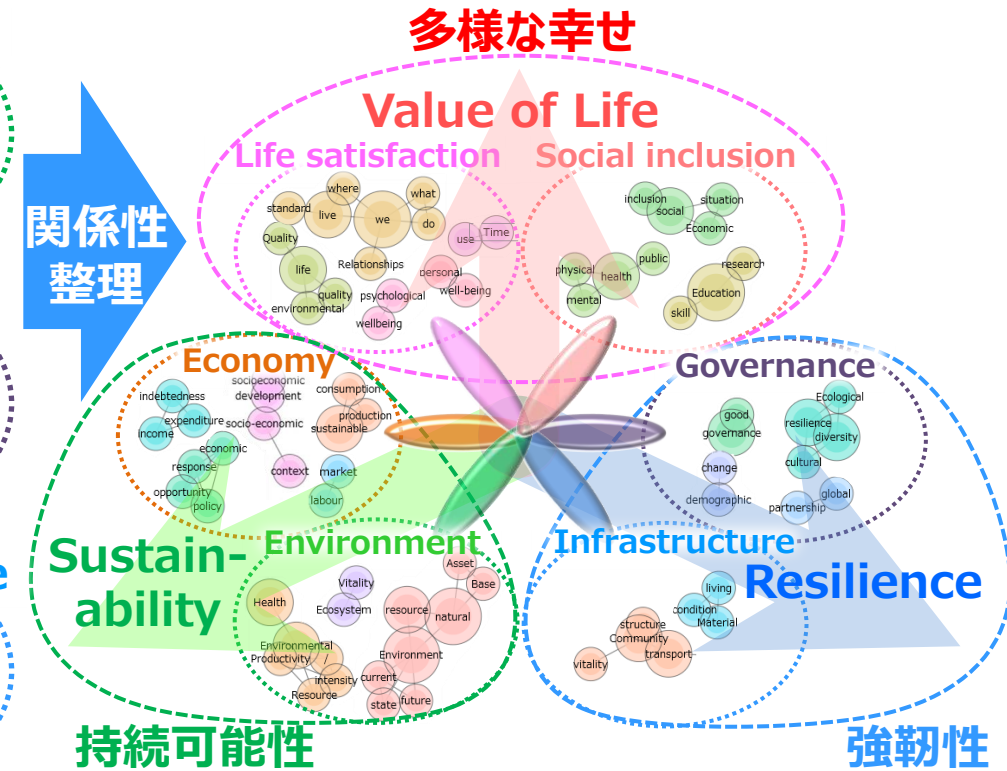 多様な幸せ
Value of Life
Life satisfaction
Social inclusion
関係性
整理
where
what
standard
live
we
do
Quality
use
Time
life
Relationships
personal
quality
psychological
well-being
environmental
wellbeing
inclusion
social
situation
Economic
public
physical
health
research
mental
Education
skill
Economy
socioeconomic
development
consumption
indebtedness
expenditure
production
socio-economic
sustainable
income
economic
response
context
market
opportunity
policy
labour
Governance
Ecological
good
governance
resilience
diversity
change
cultural
demographic
partnership
global
Sustain-
ability
Environment
Asset
Vitality
Base
Health
Ecosystem
resource
natural
Environmental
/
Productivity
Environment
intensity
current
Resource
state
future
Infrastructure
Resilience
living
condition
Material
structure
Community
transport
vitality
持続可能性
強靭性